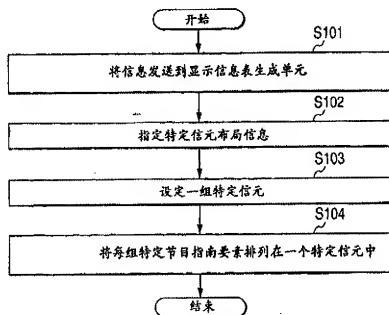 开始
S101
将信息发送到显示信息表生成单元
S102
指定特定信元布局信息
S103
设定一组特定信元
S104
将每组特定节目指南要素排列在一个特定信元中
结束